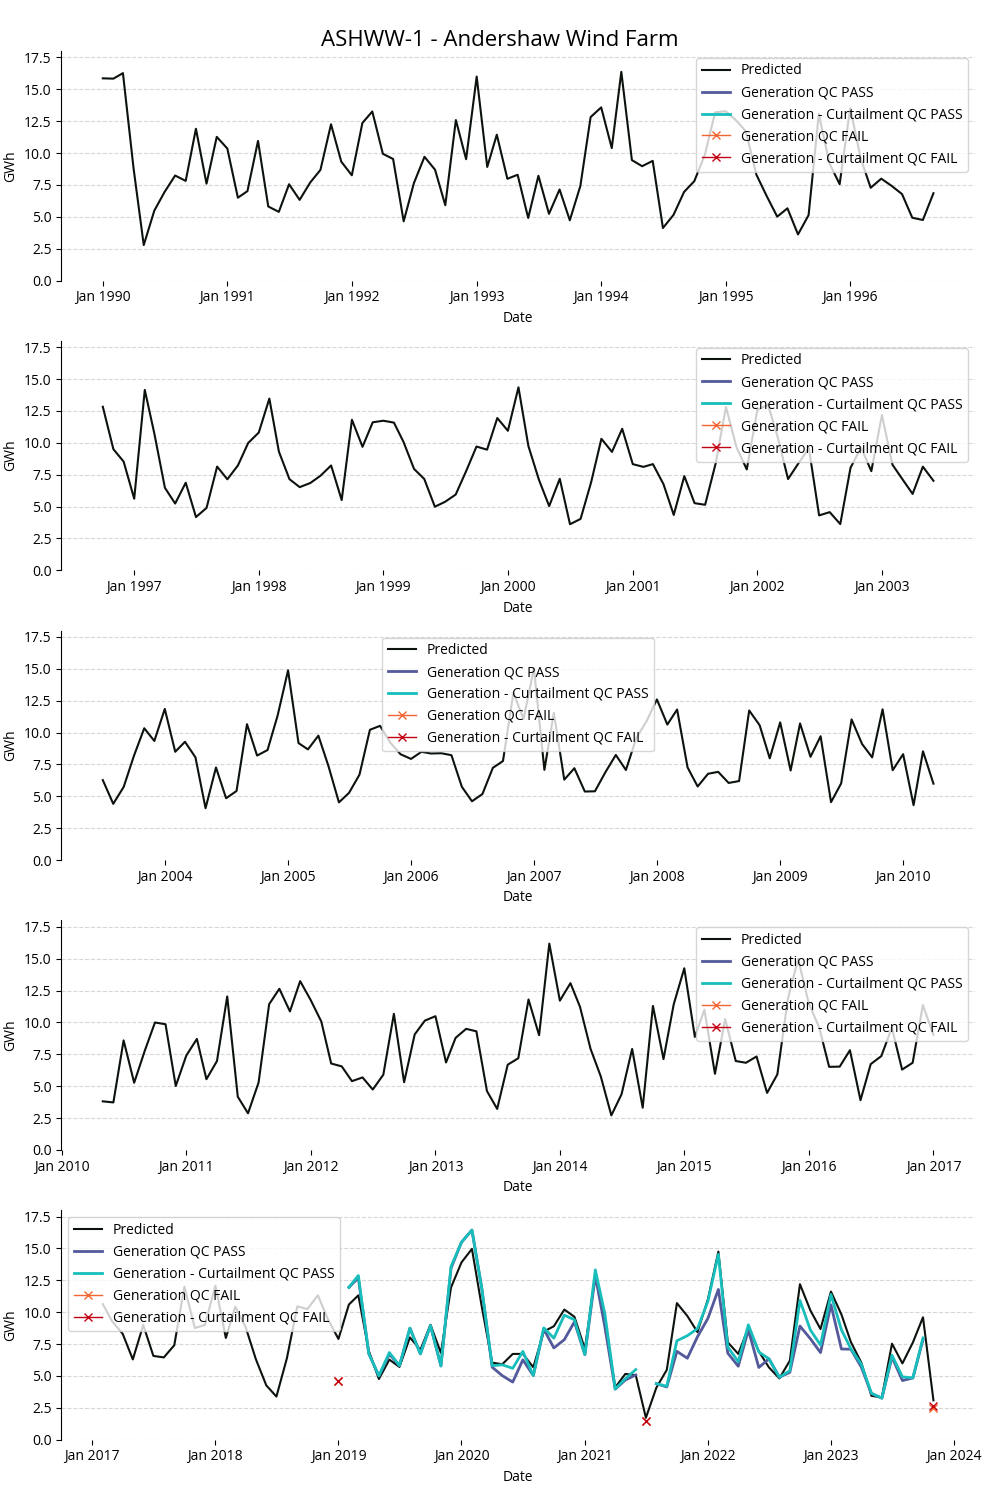 ASHWW-1 - Andershaw Wind Farm
17.5
15.0
12.5
10.0
7.5
5.0
2.5
0.0
GWh
Predicted
Generation QC PASS
Generation - Curtailment QC PASS
Generation QC FAIL
Generation - Curtailment QC FAIL
Jan 1990 Jan 1991 Jan 1992 Jan 1993 Jan 1994 Jan 1995 Jan 1996
Date
17.5
15.0
12.5
10.0
7.5
5.0
2.5
0.0
GWh
Predicted
Generation QC PASS
Generation - Curtailment QC PASS
Generation QC FAIL
Generation - Curtailment QC FAIL
Jan 1997 Jan 1998 Jan 1999 Jan 2000 Jan 2001 Jan 2002 Jan 2003
Date
17.5
15.0
12.5
10.0
7.5
5.0
2.5
0.0
GWh
Predicted
Generation QC PASS
Generation - Curtailment QC PASS
Generation QC FAIL
Generation - Curtailment QC FAIL
Jan 2004 Jan 2005 Jan 2006 Jan 2007 Jan 2008 Jan 2009 Jan 2010
Date
17.5
15.0
12.5
10.0
7.5
5.0
2.5
0.0
GWh
Predicted
Generation QC PASS
Generation - Curtailment QC PASS
Generation QC FAIL
Generation - Curtailment QC FAIL
Jan 2010 Jan 2011 Jan 2012 Jan 2013 Jan 2014 Jan 2015 Jan 2016 Jan 2017
Date
17.5
15.0
12.5
10.0
7.5
5.0
2.5
0.0
GWh
Predicted
Generation QC PASS
Generation - Curtailment QC PASS
Generation QC FAIL
Generation - Curtailment QC FAIL
Jan 2017 Jan 2018 Jan 2019 Jan 2020 Jan 2021 Jan 2022 Jan 2023 Jan 2024
Date